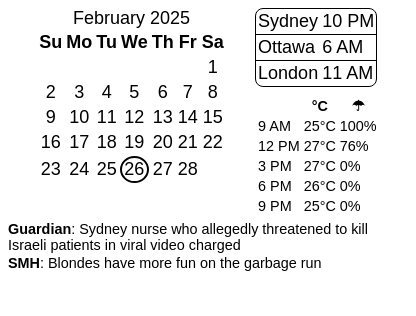 February 2025
Su Mo Tu We Th Fr Sa
1
2 3 4 5 6 7 8
9 10 11 12 13 14 15
16 17 18 19 20 21 22
23 24 25 26 27 28
Sydney 10 PM
Ottawa 6 AM
London 11 AM
°C ☂
9 AM 25°C 100%
12 PM 27°C 76%
3 PM 27°C 0%
6 PM 26°C 0%
9 PM 25°C 0%
Guardian: Sydney nurse who allegedly threatened to kill
Israeli patients in viral video charged
SMH: Blondes have more fun on the garbage run